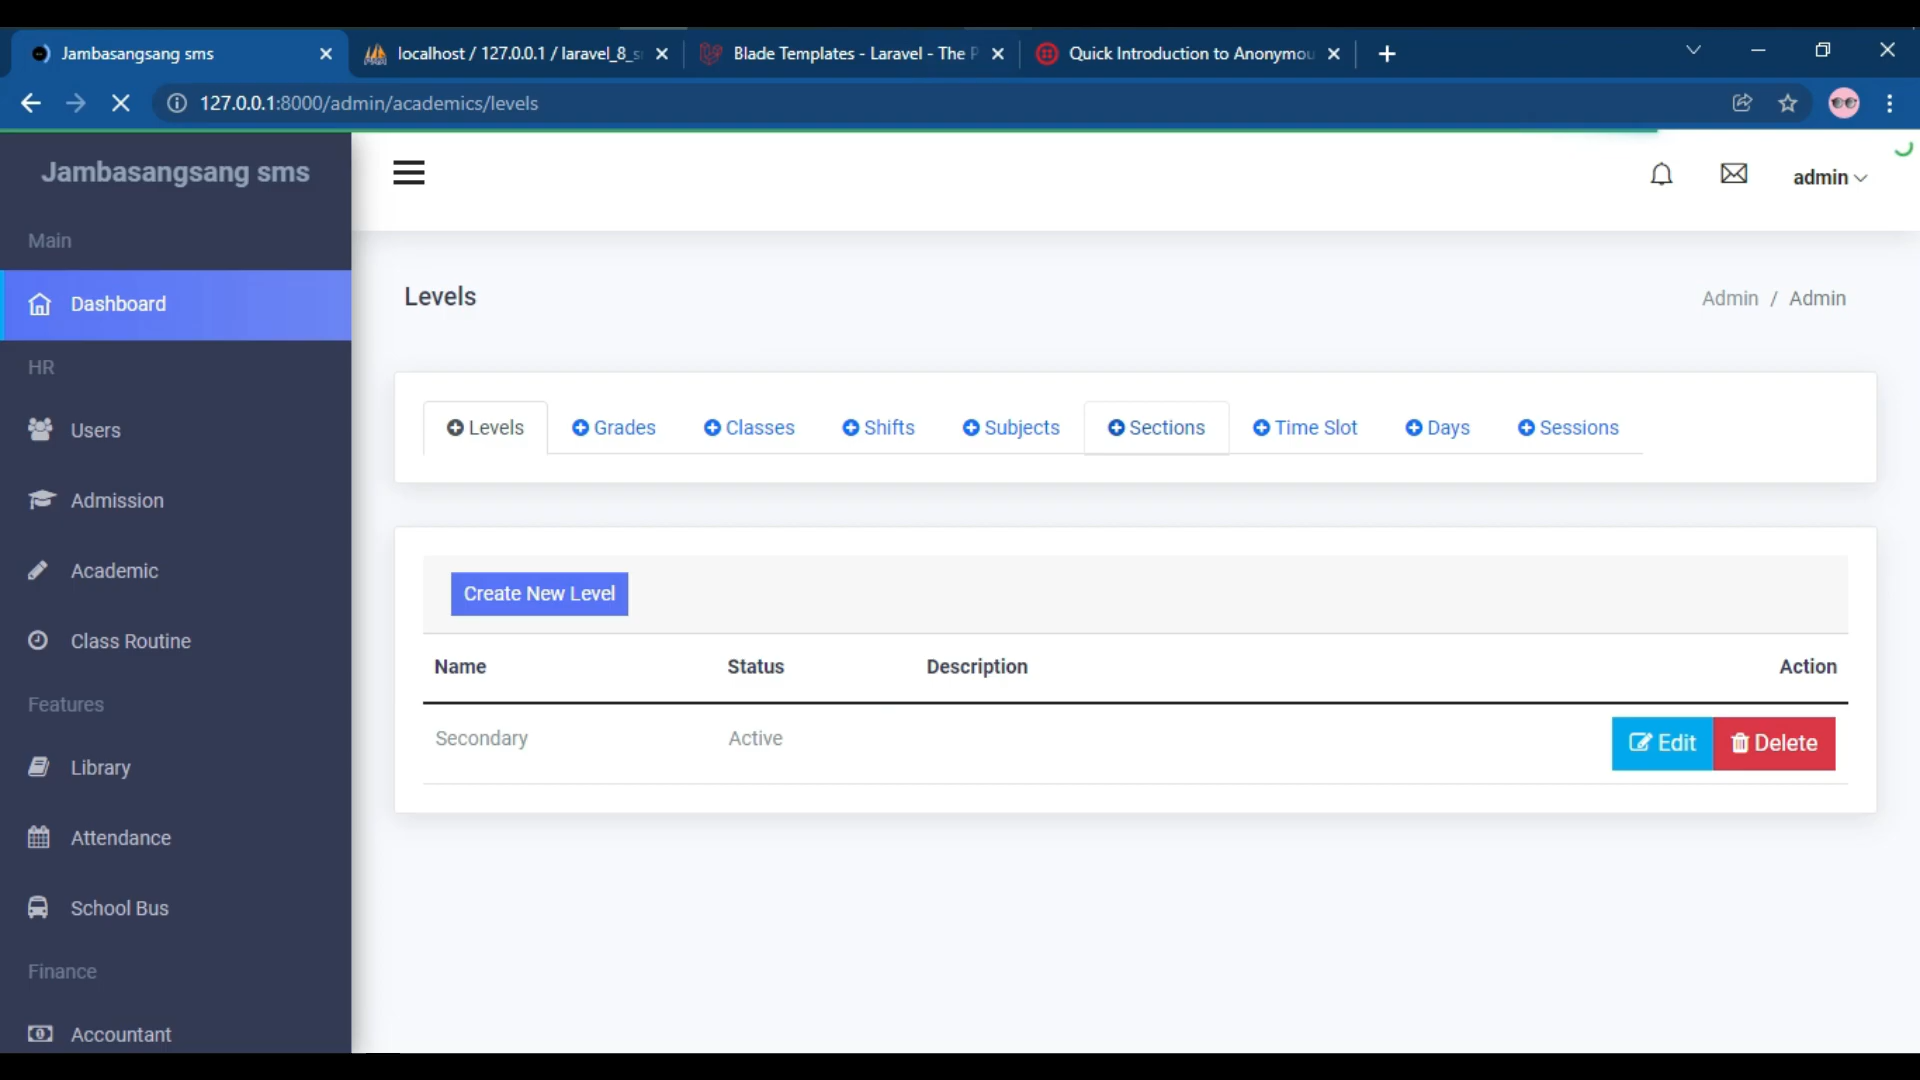 Jambasangsang sms
localhost / 127.0.0.1 / laravel_8_s
Blade Templates - Laravel - The P
Quick Introduction to Anonymou
127.0.0.1:8000/admin/academics/levels
Jambasangsang sms
admin
Main
Dashboard
HR
Users
Admission
Academic
Class Routine
Features
Library
Attendance
School Bus
Finance
Accountant
Levels
Admin / Admin
Levels Grades Classes Shifts Subjects Sections Time Slot Days Sessions
Create New Level
Name Status Description Action
Secondary Active Edit Delete